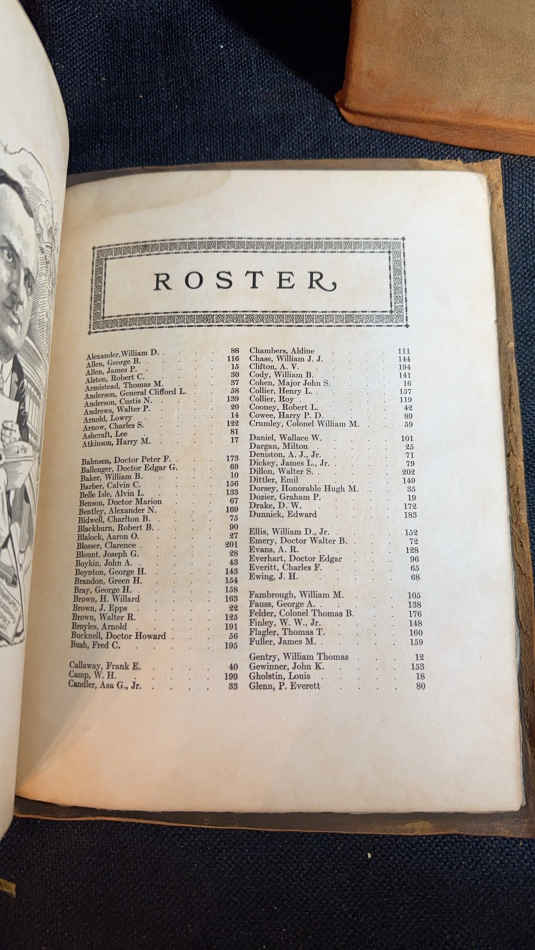 ROSTER
Alexander, William D. 88
Allen, George B. 116
Allen, James P. 15
Alston, Robert C. 30
Armistead, Thomas M. 37
Anderson, General Clifford L. 58
Anderson, Custis N. 139
Andrews, Walter P. 20
Arnold, Lowry 14
Arnow, Charles S. 122
Ashcraft, Lee 81
Atkinson, Harry M. 17
Bahnsen, Doctor Peter F. 173
Ballenger, Doctor Edgar G. 69
Baker, William B. 10
Barber, Calvin C. 156
Belle Isle, Alvin L. 133
Benson, Doctor Marion 67
Bentley, Alexander N. 169
Bidwell, Charlton B. 75
Blackburn, Robert B. 90
Blalock, Aaron O. 27
Blosser, Clarence 201
Blount, Joseph G. 28
Boykin, John A. 43
Boynton, George H. 143
Brandon, Green H. 154
Bray, George H. 158
Brown, H. Willard 163
Brown, J. Epps 22
Brown, Walter R. 125
Broyles, Arnold 191
Bucknell, Doctor Howard 56
Bush, Fred C. 195
Callaway, Frank E. 40
Camp, W. H. 199
Candler, Asa G., Jr. 33
Chambers, Aldine 111
Chase, William J. J. 144
Clifton, A. V. 194
Cody, William B. 141
Cohen, Major John S. 16
Collier, Henry L. 137
Collier, Roy 119
Cooney, Robert L. 42
Cowee, Harry P. D. 89
Crumley, Colonel William M. 59
Daniel, Wallace W. 101
Dargan, Milton 25
Deniston, A. J., Jr. 71
Dickey, James L., Jr. 79
Dillon, Walter S. 202
Dittler, Emil 149
Dorsey, Honorable Hugh M. 35
Dozier, Graham P. 19
Drake, D. W. 172
Dunnick, Edward 183
Ellis, William D., Jr. 152
Emery, Doctor Walter B. 72
Evans, A. R. 128
Everhart, Doctor Edgar 96
Everitt, Charles F. 65
Ewing, J. H. 68
Fambrough, William M. 105
Fauss, George A. 138
Felder, Colonel Thomas B. 176
Finley, W. W., Jr. 148
Flagler, Thomas T. 160
Fuller, James M. 159
Gentry, William Thomas 12
Gewinner, John K. 153
Gholstin, Louis 18
Glenn, P. Everett 80